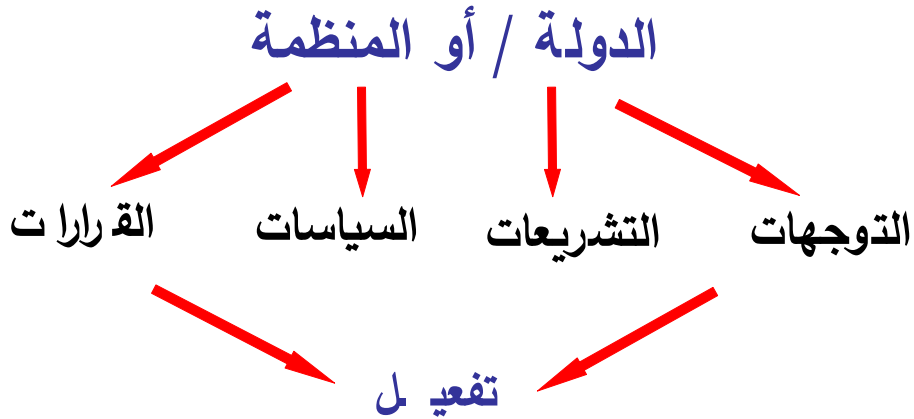 الدولة / أو المنظمة
التوجهات التشريعات السياسات القرارات
تفعيل